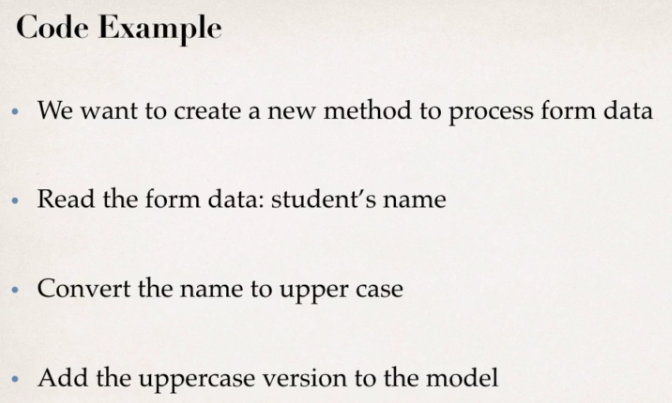 Code Example
• We want to create a new method to process form data
• Read the form data: student’s name
• Convert the name to upper case
• Add the uppercase version to the model